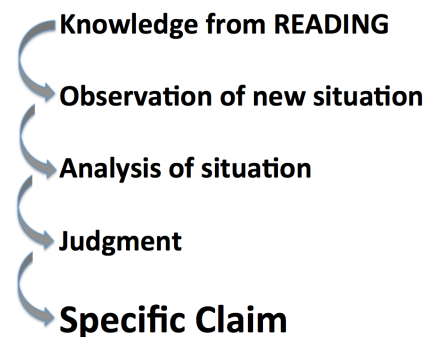 Knowledge from READING
Observation of new situation
Analysis of situation
Judgment
Specific Claim